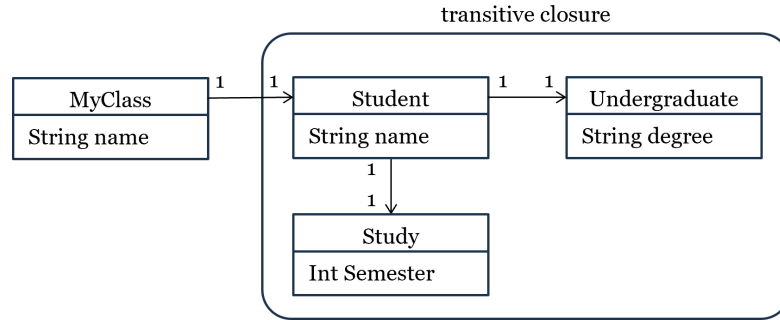 transitive closure
1 1 1 1
MyClass Student Undergraduate
String name String name String degree
1
1
Study
Int Semester